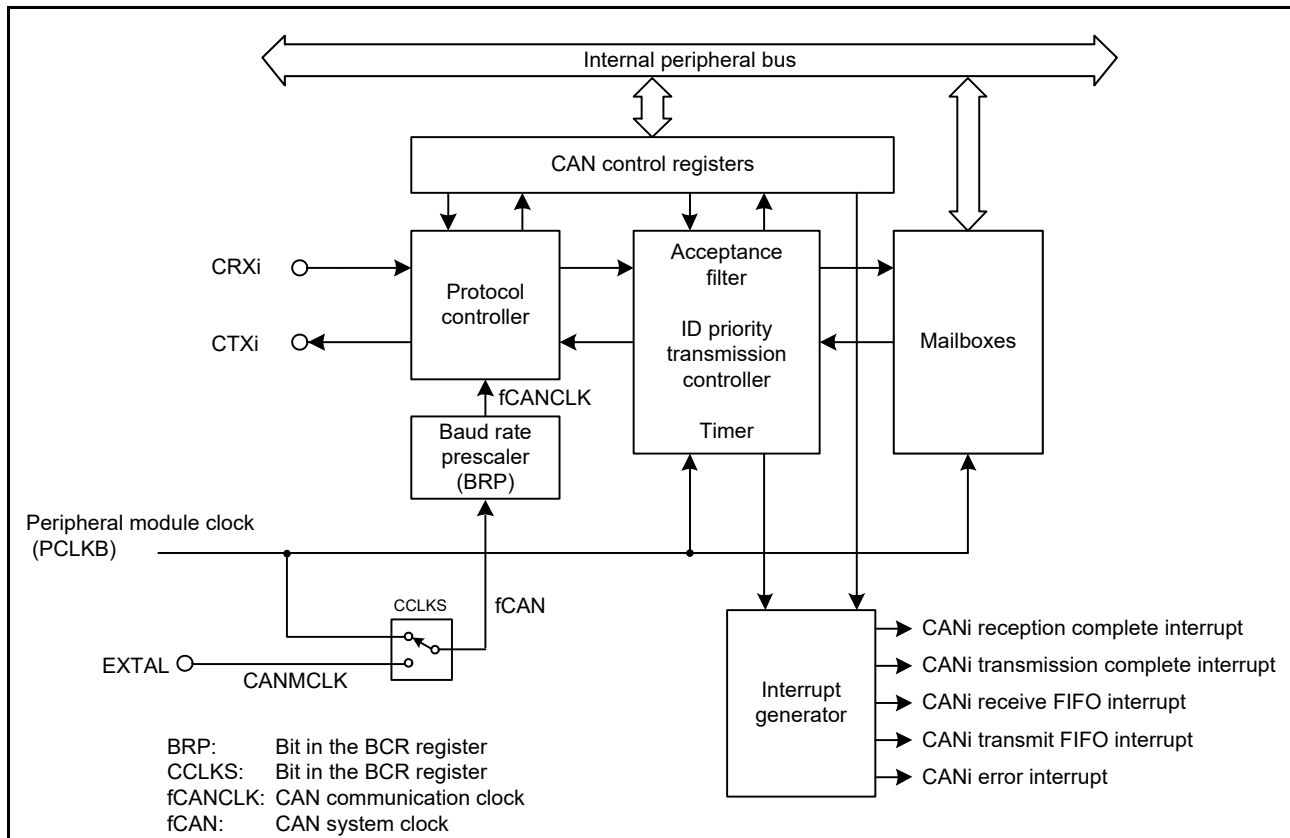 Internal peripheral bus
CAN control registers
CRXi
CTXi
Protocol
controller
Acceptance
filter
ID priority
transmission
controller
Timer
Mailboxes
fCANCLK
Baud rate
prescaler
(BRP)
Peripheral module clock
(PCLKB)
CCLKS
fCAN
EXTAL
CANMCLK
Interrupt
generator
CANi reception complete interrupt
CANi transmission complete interrupt
CANi receive FIFO interrupt
CANi transmit FIFO interrupt
CANi error interrupt
BRP: Bit in the BCR register
CCLKS: Bit in the BCR register
fCANCLK: CAN communication clock
fCAN: CAN system clock